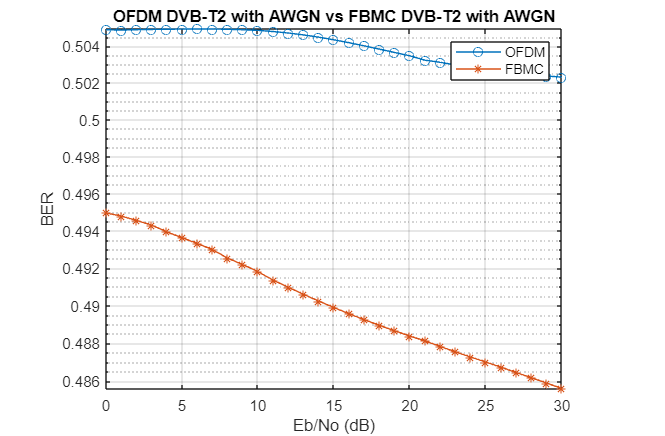 OFDM DVB-T2 with AWGN vs FBMC DVB-T2 with AWGN
OFDM
FBMC
0.504
0.502
0.5
0.498
0.496
0.494
0.492
0.49
0.488
0.486
BER
0 5 10 15 20 25 30
Eb/No (dB)